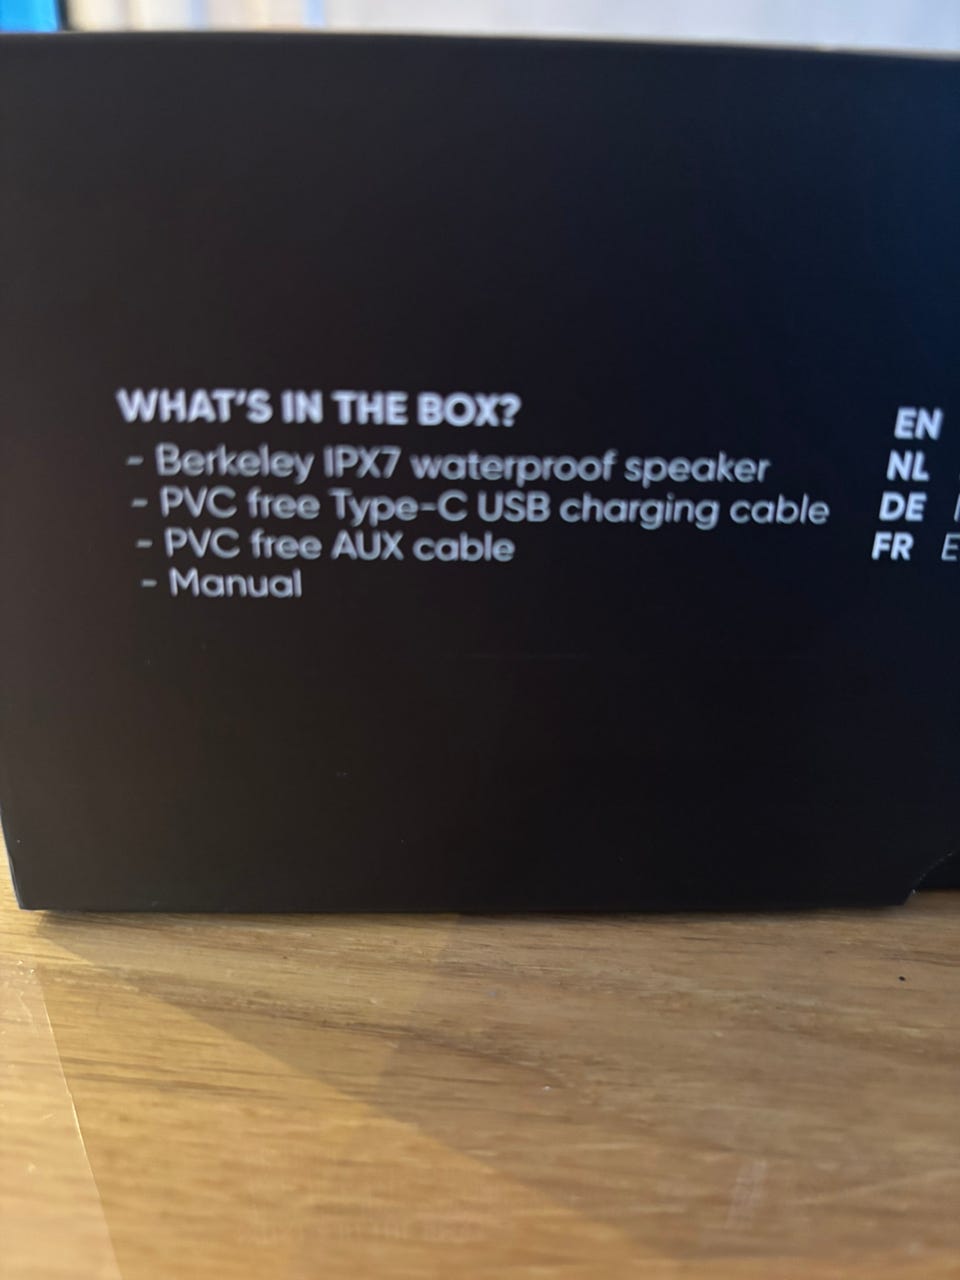 WHAT'S IN THE BOX?
- Berkeley IPX7 waterproof speaker
- PVC free Type-C USB charging cable
- PVC free AUX cable
- Manual
EN
NL
DE
FR E